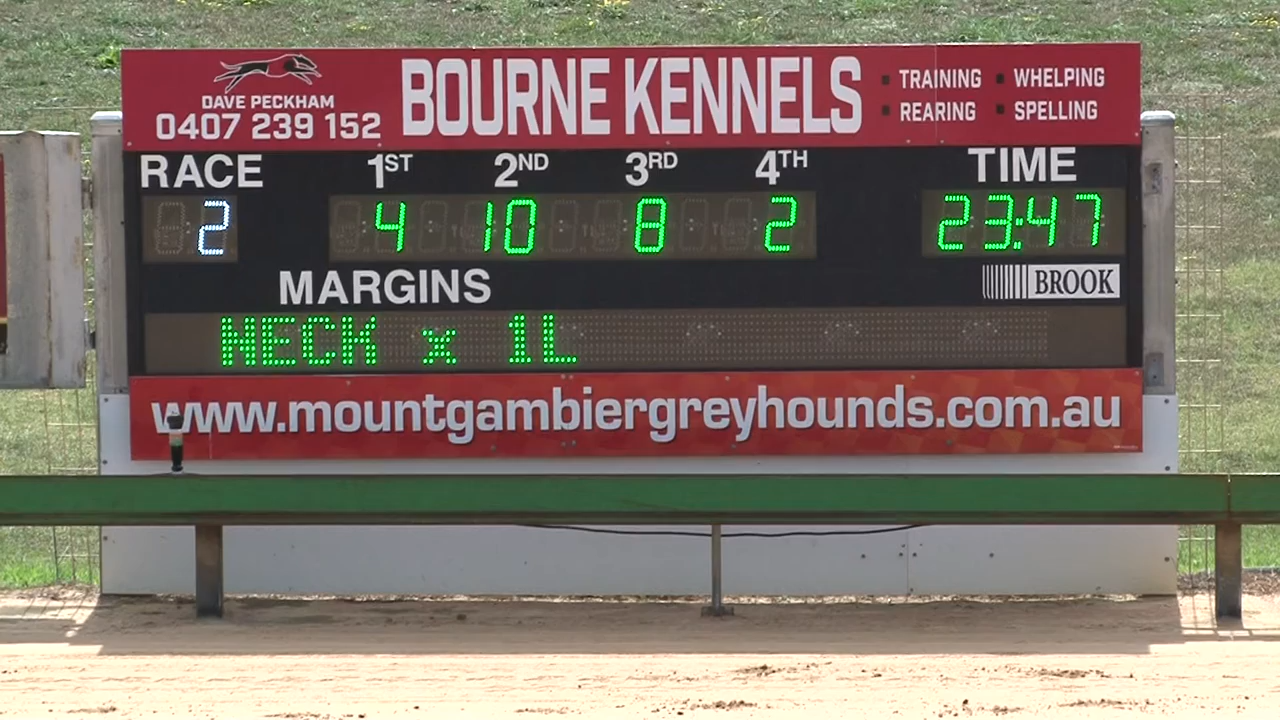 DAVE PECKHAM
0407 239 152
BOURNE KENNELS
TRAINING WHELPING
REARING SPELLING
RACE 1ST 2ND 3RD 4TH TIME
2 4 10 8 2 23:47
MARGINS
BROOK
NECK x 1L
www.mountgambiergreyhounds.com.au